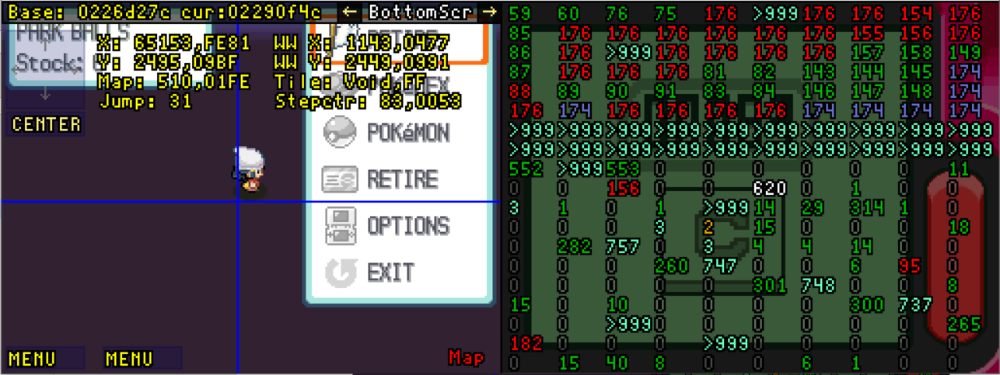 Base: 0226d27c cur:02290f4c ← BottomScr →
PARK BALLS
Stock:
X: 65153,FE81 WW X: 1143,0477
Y: 2495,09BF WW Y: 2449,0991
Map: 510,01FE Tile: Void,FF
Jump: 31 Stepctr: 83,0053
CENTER
RETIRE
POKéMON
RETIRE
OPTIONS
EXIT
MENU MENU Map
59 60 76 75 176 >999 176 176 154 176
85 176 176 176 176 176 176 155 156 176
86 176 >999 176 176 176 176 157 158 149
87 176 176 176 81 82 143 144 145 174
88 89 90 91 83 84 146 147 148 174
176 174 176 176 176 176 174 174 174 174
>999 >999 >999 >999 >999 >999 >999 >999 >999 >999
>999 >999 >999 >999 >999 >999 >999 >999 >999 >999
552 >999 553 0 0 0 0 0 0 11
0 0 156 0 0 620 0 1 0 0
3 1 0 1 >999 14 29 314 1 0
0 0 0 3 2 15 0 0 0 18
0 282 757 0 3 4 4 14 0 0
0 0 0 260 747 0 0 6 95 0
0 0 0 0 0 301 748 0 0 8
15 0 10 0 0 0 0 300 737 0
0 0 >999 0 0 0 0 0 0 265
182 0 0 0 >999 0 0 0 0 0
0 15 40 8 0 0 6 1 0 0